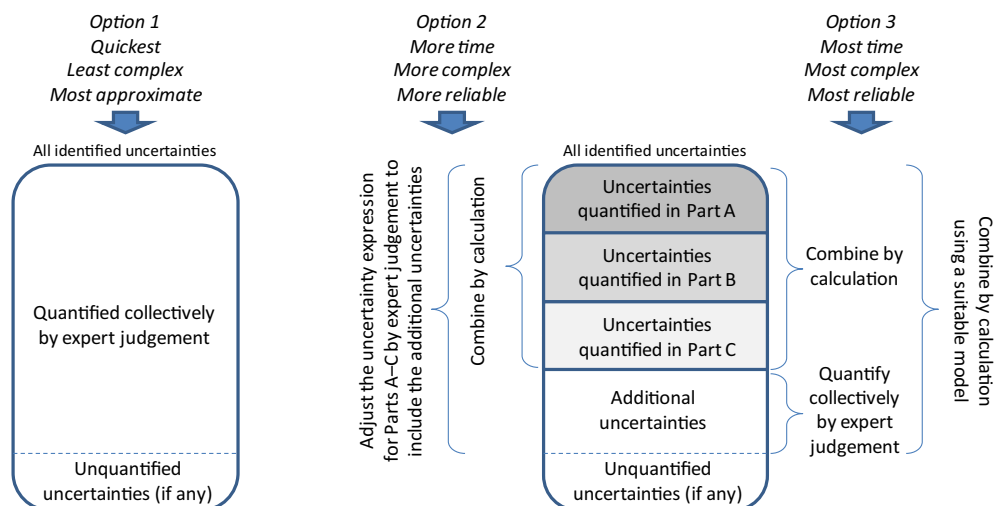 Option 1
Quickest
Least complex
Most approximate
All identified uncertainties
Quantified collectively
by expert judgement
Unquantified
uncertainties (if any)
Option 2
More time
More complex
More reliable
Adjust the uncertainty expression
for Parts A–C by expert judgement to
include the additional uncertainties
Combine by calculation
All identified uncertainties
Uncertainties
quantified in Part A
Uncertainties
quantified in Part B
Uncertainties
quantified in Part C
Additional
uncertainties
Unquantified
uncertainties (if any)
Option 3
Most time
Most complex
Most reliable
Combine by
calculation
Quantify
collectively
by expert
judgement
Combine by calculation
using a suitable model